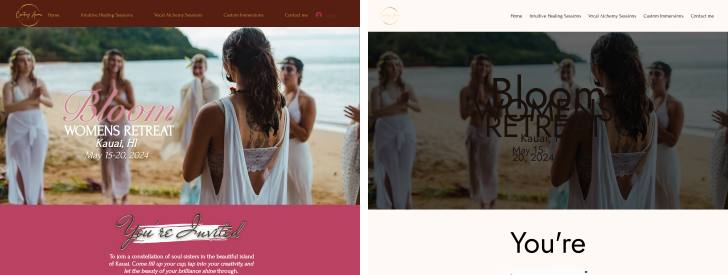 Home Intuitive Healing Sessions Vocal Alchemy Sessions Custom Immersions Contact me
Bloom
WOMENS RETREAT
Kauai, HI
May 15-20, 2024
You're Invited
To join a constellation of soul sisters in the beautiful island
of Kauai. Come fill up your cup, tap into your creativity, and
let the beauty of your brilliance shine through.
Home Intuitive Healing Sessions Vocal Alchemy Sessions Custom Immersions Contact me
Bloom
WOMENS
RETREAT
Kauai, HI
May 15-
20, 2024
You're